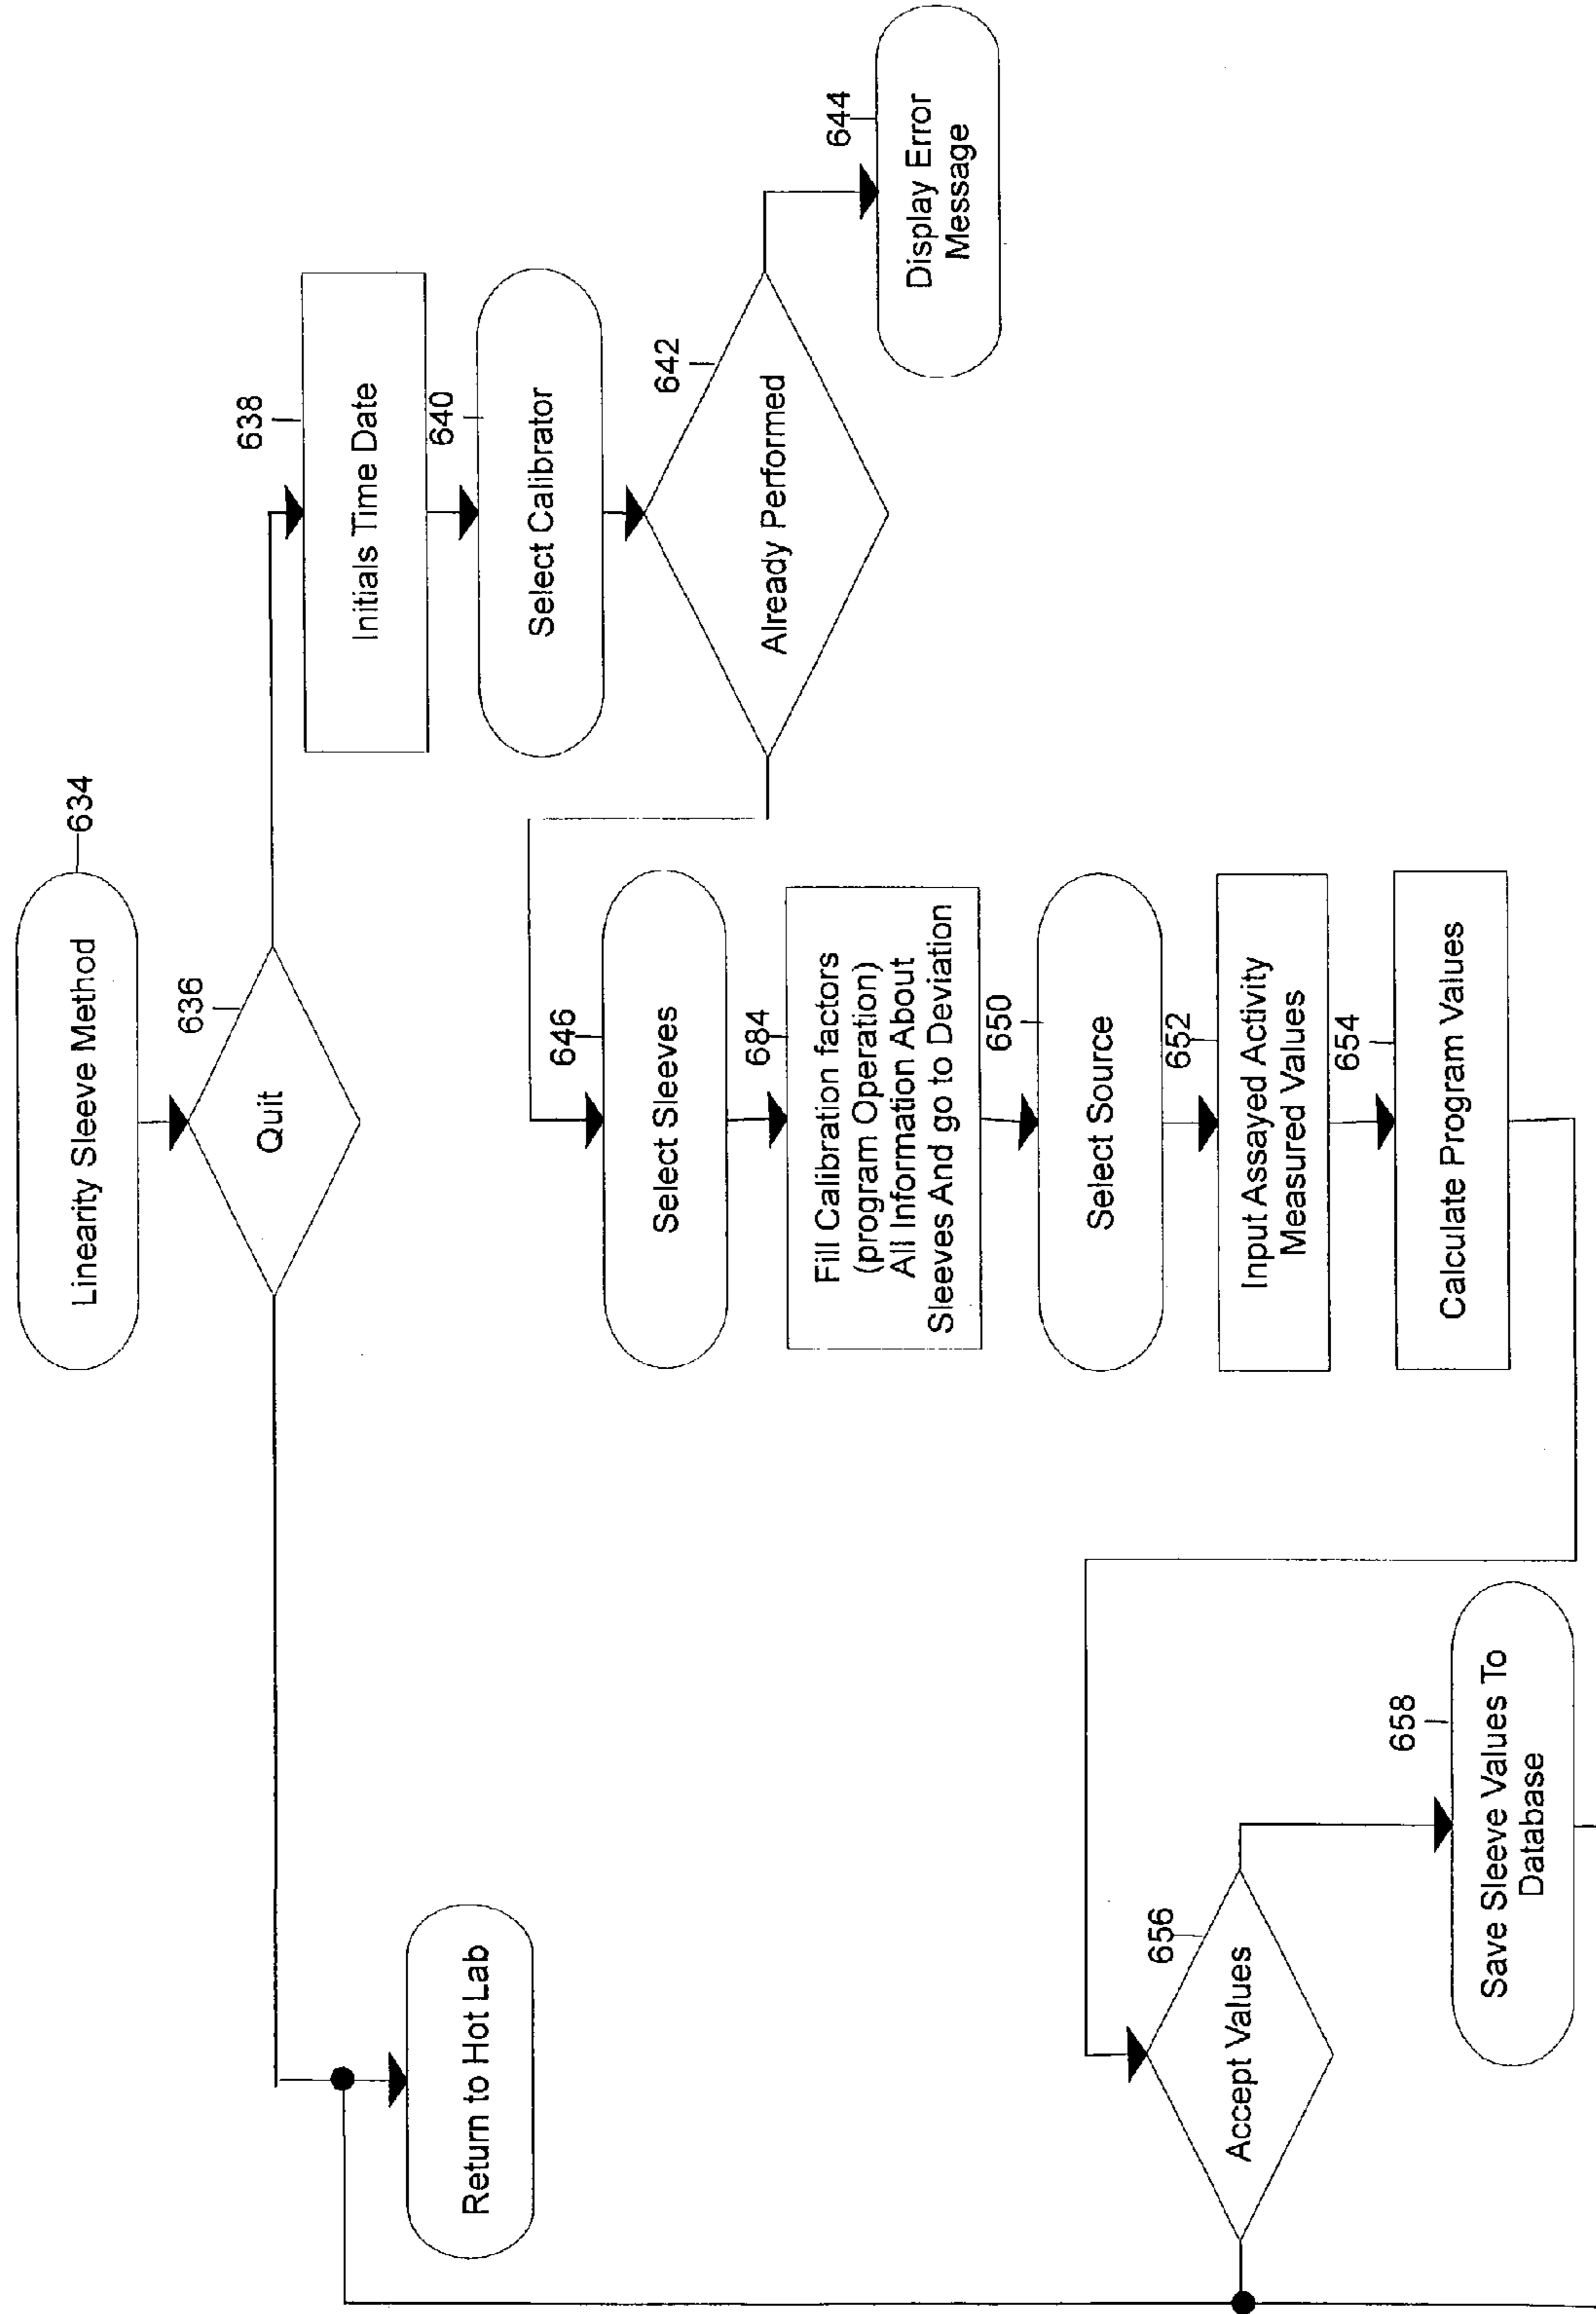 Linearity Sleeve Method
634
636
Quit
638
Initials Time Date
640
Select Calibrator
642
Already Performed
644
Display Error
Message
646
Select Sleeves
684
Fill Calibration factors
(program Operation)
All Information About
Sleeves And go to Deviation
650
Select Source
652
Input Assayed Activity
Measured Values
654
Calculate Program Values
Return to Hot Lab
656
Accept Values
658
Save Sleeve Values To
Database